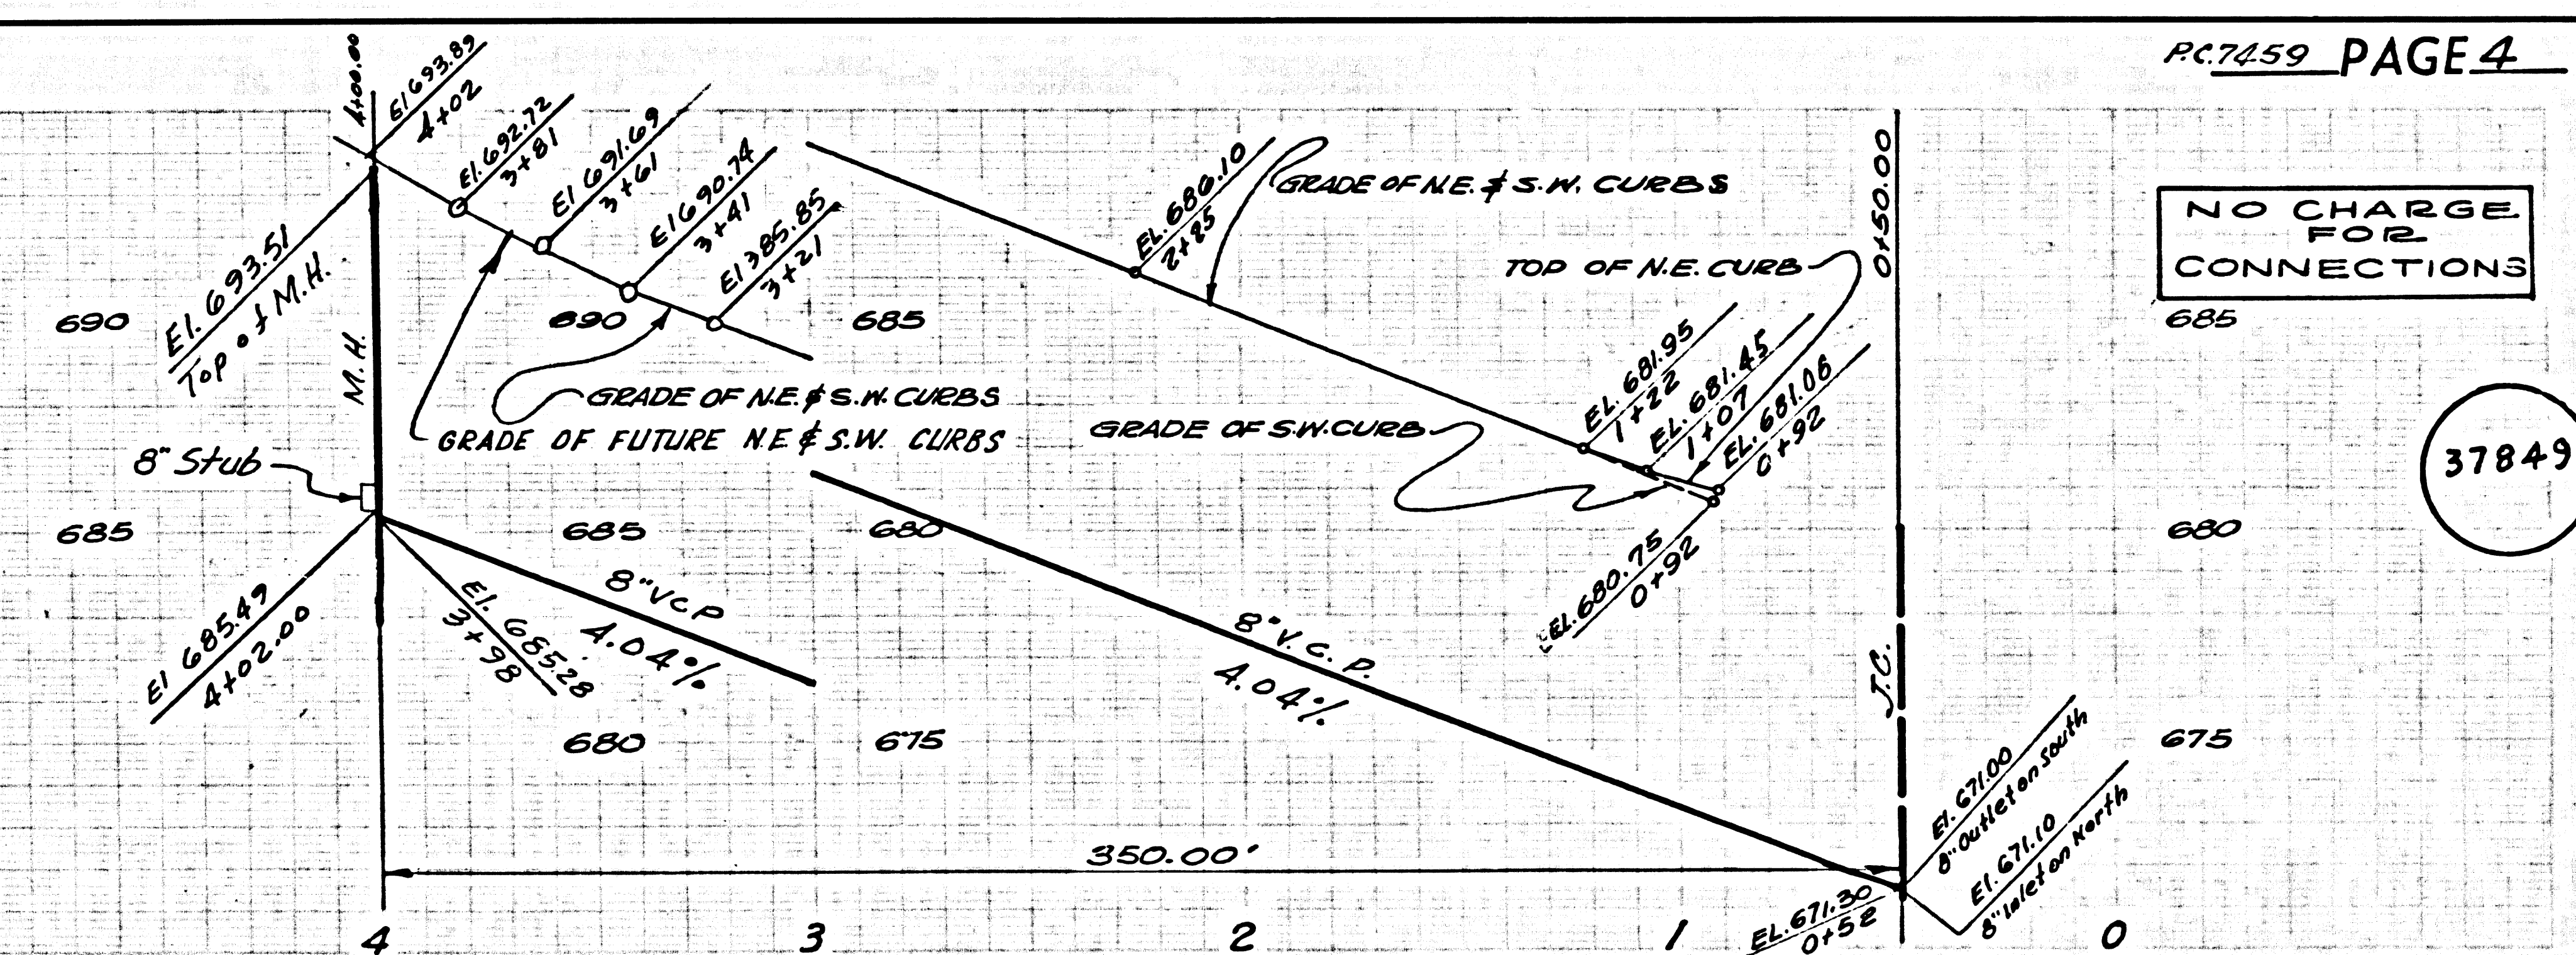 P.C.7459 PAGE 4
4+00.00
El 693.89
4+02
El. 692.72
3+81
El 691.69
3+61
El 690.74
3+41
El 385.85
3+21
El. 693.51
Top of M.H.
M.H.
EL. 686.10
2+25
GRADE OF N.E. & S.W. CURBS
TOP OF N.E. CURB
0+50.00
NO CHARGE
FOR
CONNECTIONS
690
690
685
685
GRADE OF N.E. & S.W. CURBS
GRADE OF FUTURE N.E. & S.W. CURBS
GRADE OF S.W. CURB
EL. 681.95
1+22
EL. 681.45
1+07
EL. 681.06
0+92
EL. 680.75
0+92
37849
8" Stub
685
685
680
680
El 685.49
4+02.00
El. 685.28
3+98
8" VCP
4.04%
8" V.C.P.
4.04%
J.C.
680
675
675
El. 671.00
8" Outlet on South
El. 671.10
8" Inlet on North
350.00'
EL. 671.30
0+52
4 3 2 1 0